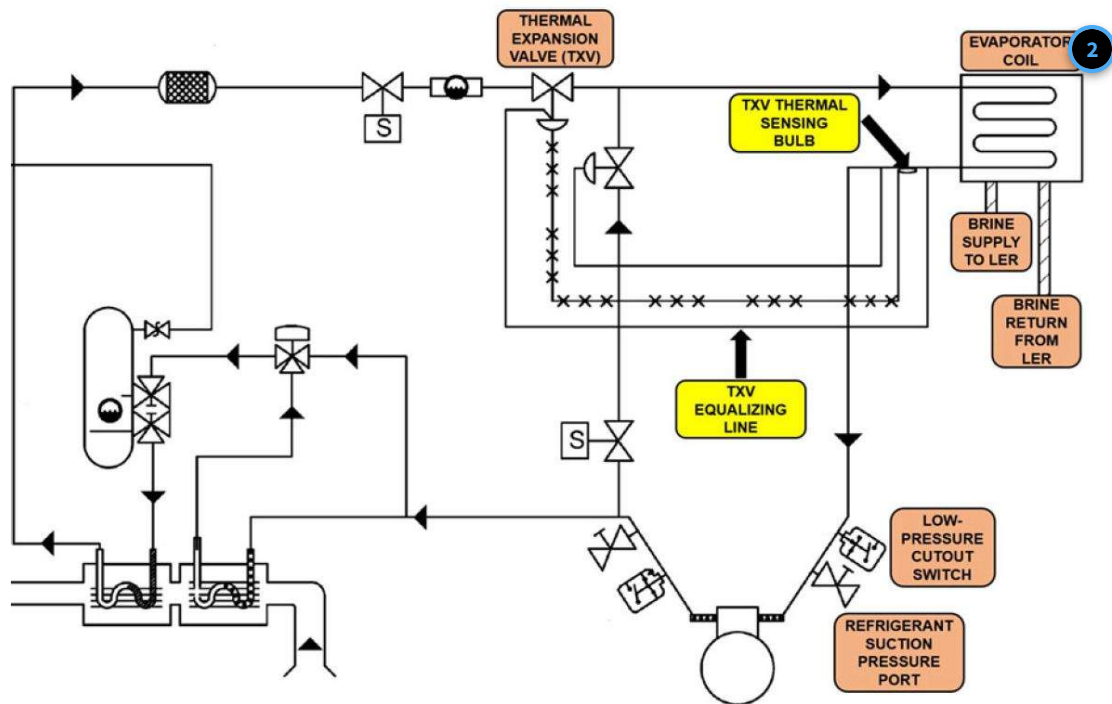 THERMAL
EXPANSION
VALVE (TXV)
EVAPORATOR
COIL
2
TXV THERMAL
SENSING
BULB
S
BRINE
SUPPLY
TO LER
BRINE
RETURN
FROM
LER
TXV
EQUALIZING
LINE
S
LOW-
PRESSURE
CUTOUT
SWITCH
REFRIGERANT
SUCTION
PRESSURE
PORT